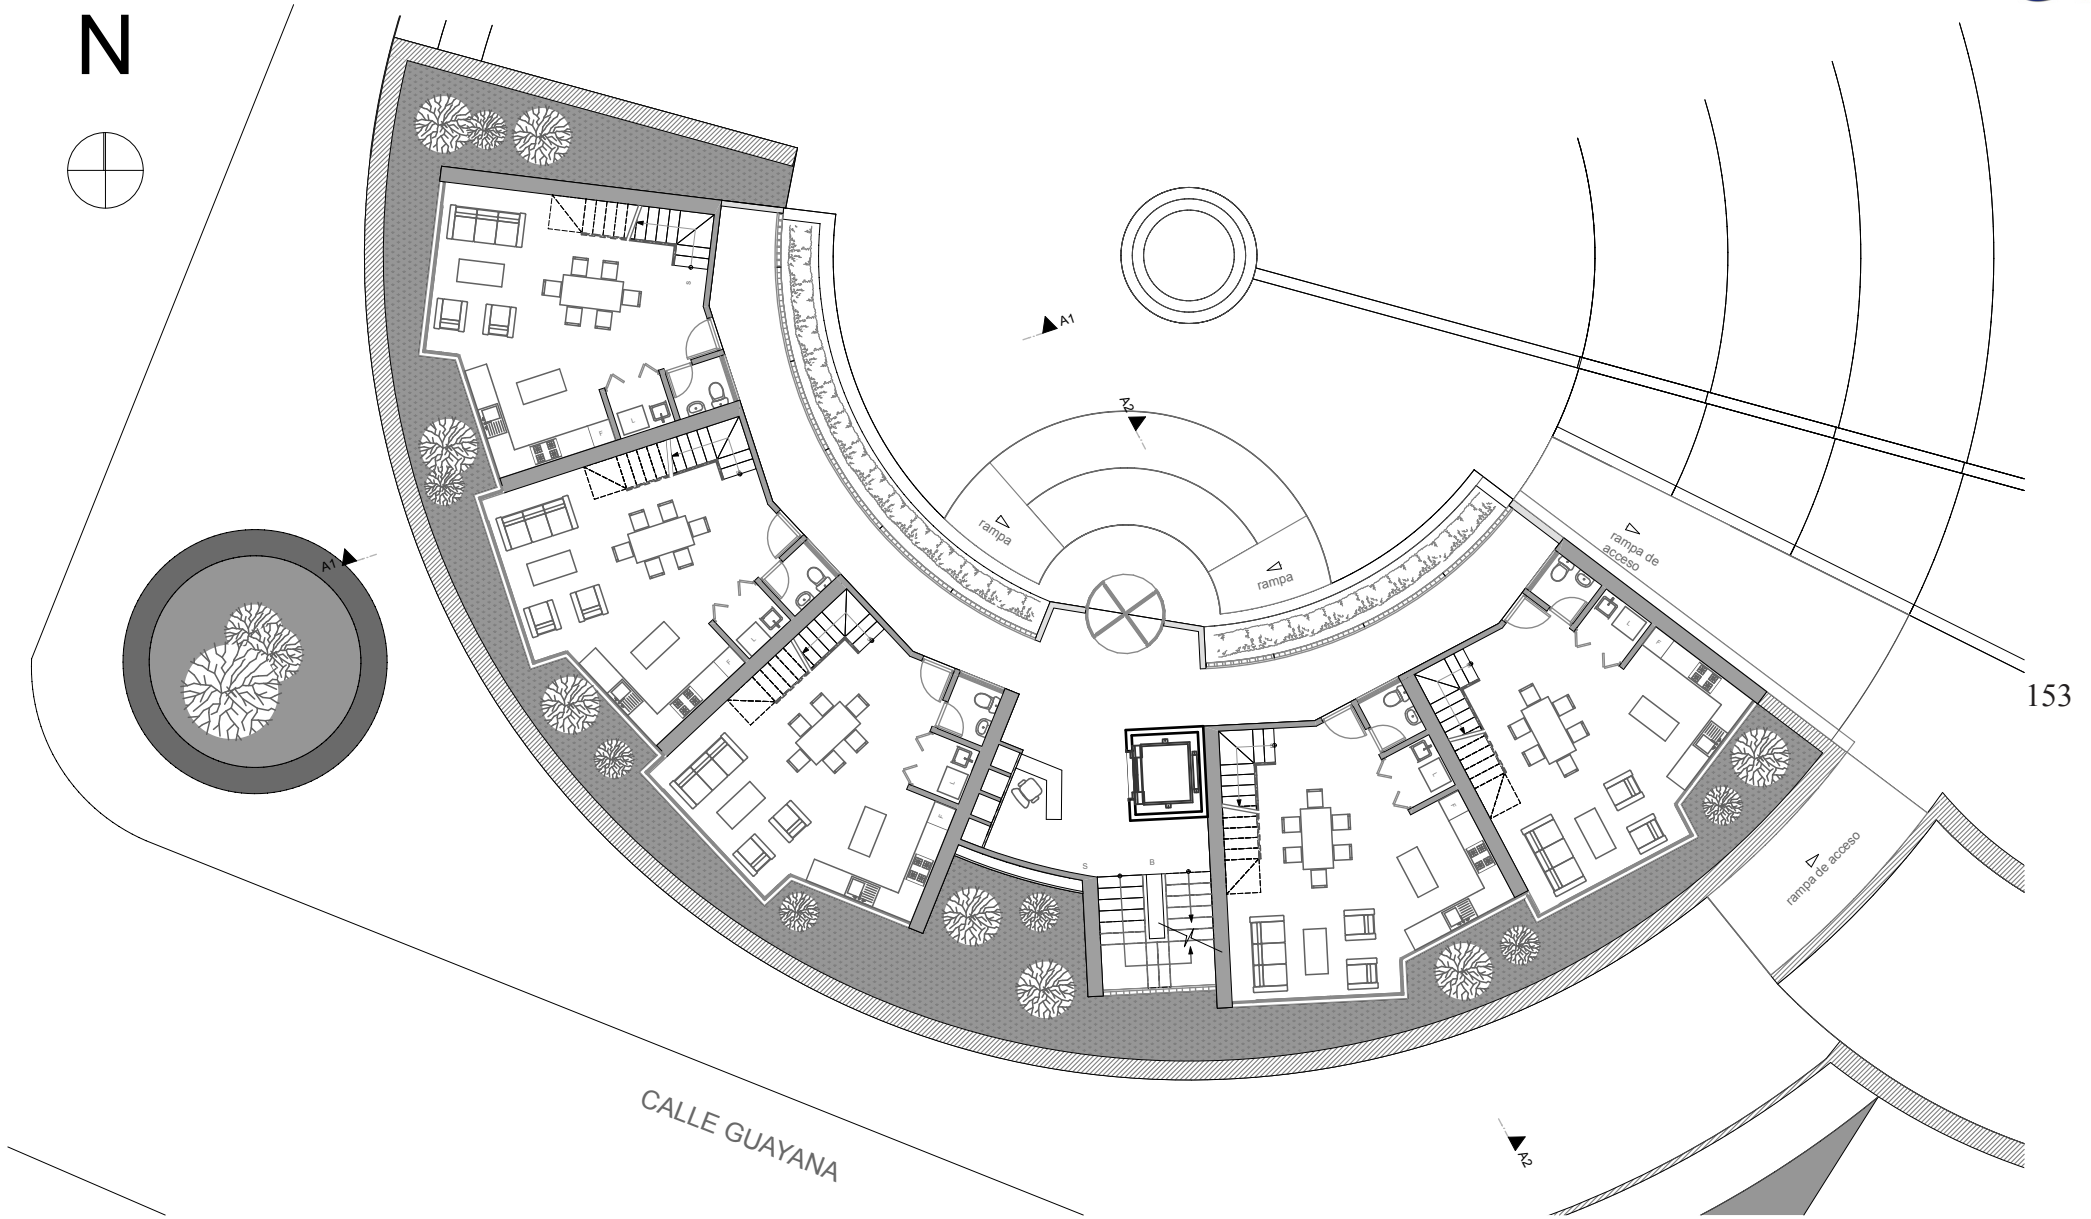 N
A1
A2
rampa
rampa
rampa de
acceso
153
A1
S
F
L
L
F
L
F
L
F
L
F
S
B
rampa de acceso
CALLE GUAYANA
A2